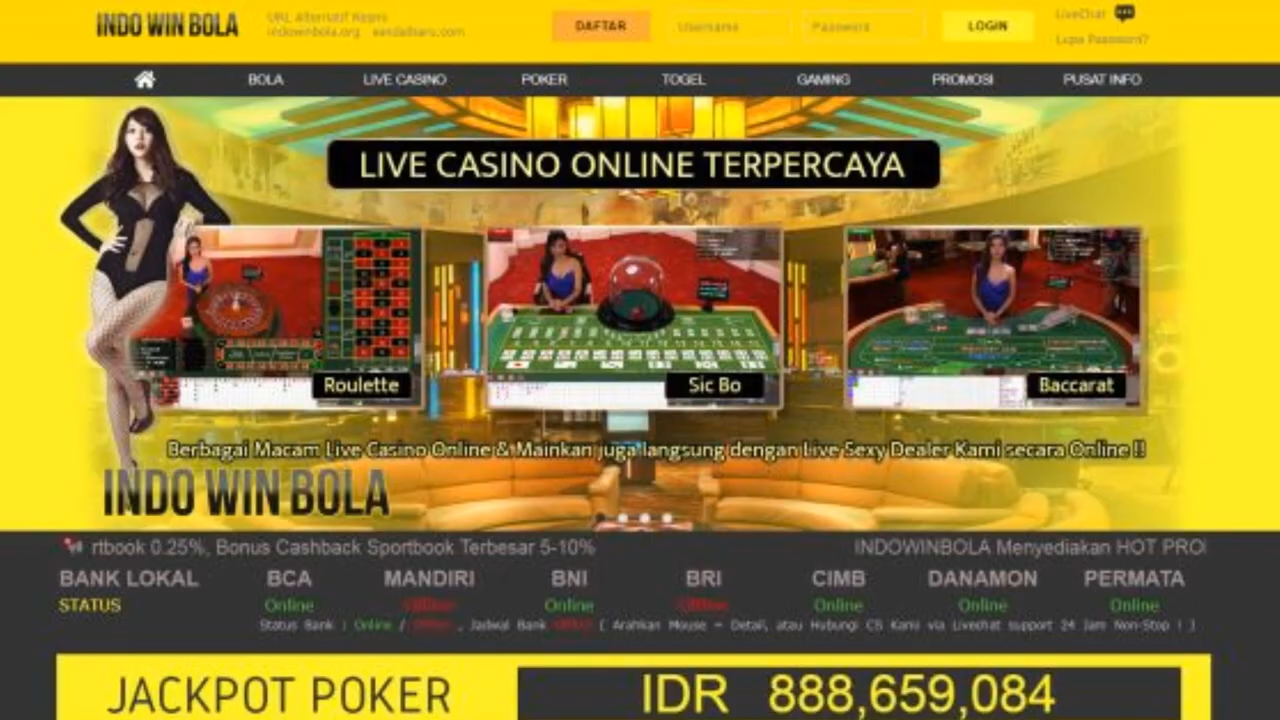 INDO WIN BOLA
URL Alternatif Resmi
indowinbola.org
DAFTAR
Username
Password
LOGIN
LiveChat
Lupa Password?
BOLA LIVE CASINO POKER TOGEL GAMING PROMOSI PUSAT INFO
LIVE CASINO ONLINE TERPERCAYA
Roulette
Sic Bo
Baccarat
Berbagai Macam Live Casino Online & Mainkan juga langsung dengan Live Sexy Dealer Kami secara Online !!
INDO WIN BOLA
rtbook 0.25%, Bonus Cashback Sportbook Terbesar 5-10% INDOWINBOLA Menyediakan HOT PRO
BANK LOKAL BCA MANDIRI BNI BRI CIMB DANAMON PERMATA
STATUS Online Offline Online Offline Online Online Online
Status Bank : Online / Offline , Jadwal Bank Offline ( Arahkan Mouse = Detail, atau Hubungi CS Kami via Livechat support 24 Jam Non-Stop ! )
JACKPOT POKER IDR 888,659,084